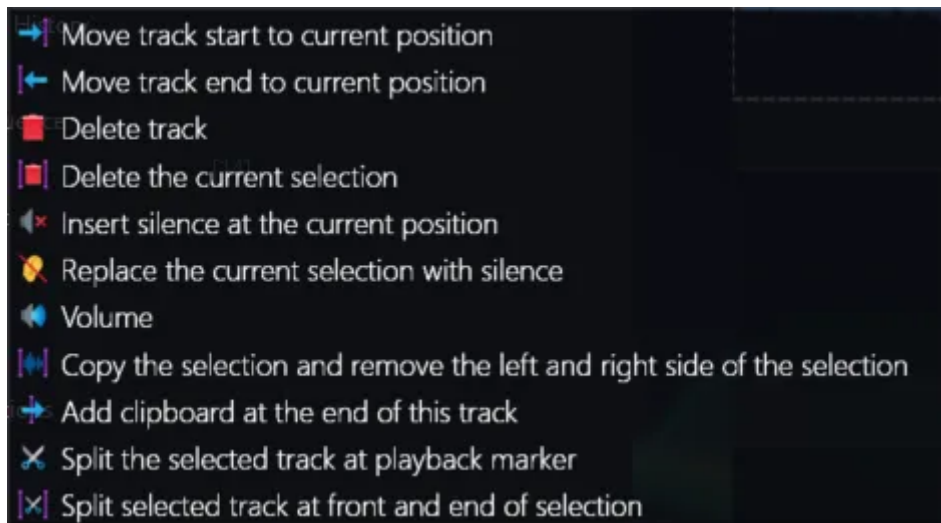 Move track start to current position
Move track end to current position
Delete track
Delete the current selection
Insert silence at the current position
Replace the current selection with silence
Volume
Copy the selection and remove the left and right side of the selection
Add clipboard at the end of this track
Split the selected track at playback marker
Split selected track at front and end of selection